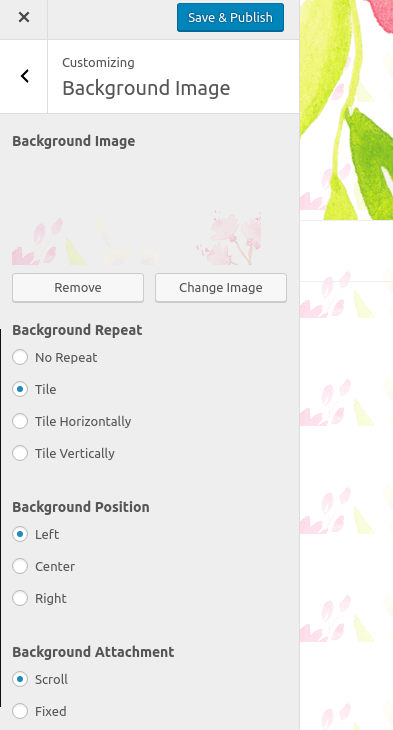 Save & Publish
Customizing
Background Image
Background Image
Remove
Change Image
Background Repeat
No Repeat
Tile
Tile Horizontally
Tile Vertically
Background Position
Left
Center
Right
Background Attachment
Scroll
Fixed